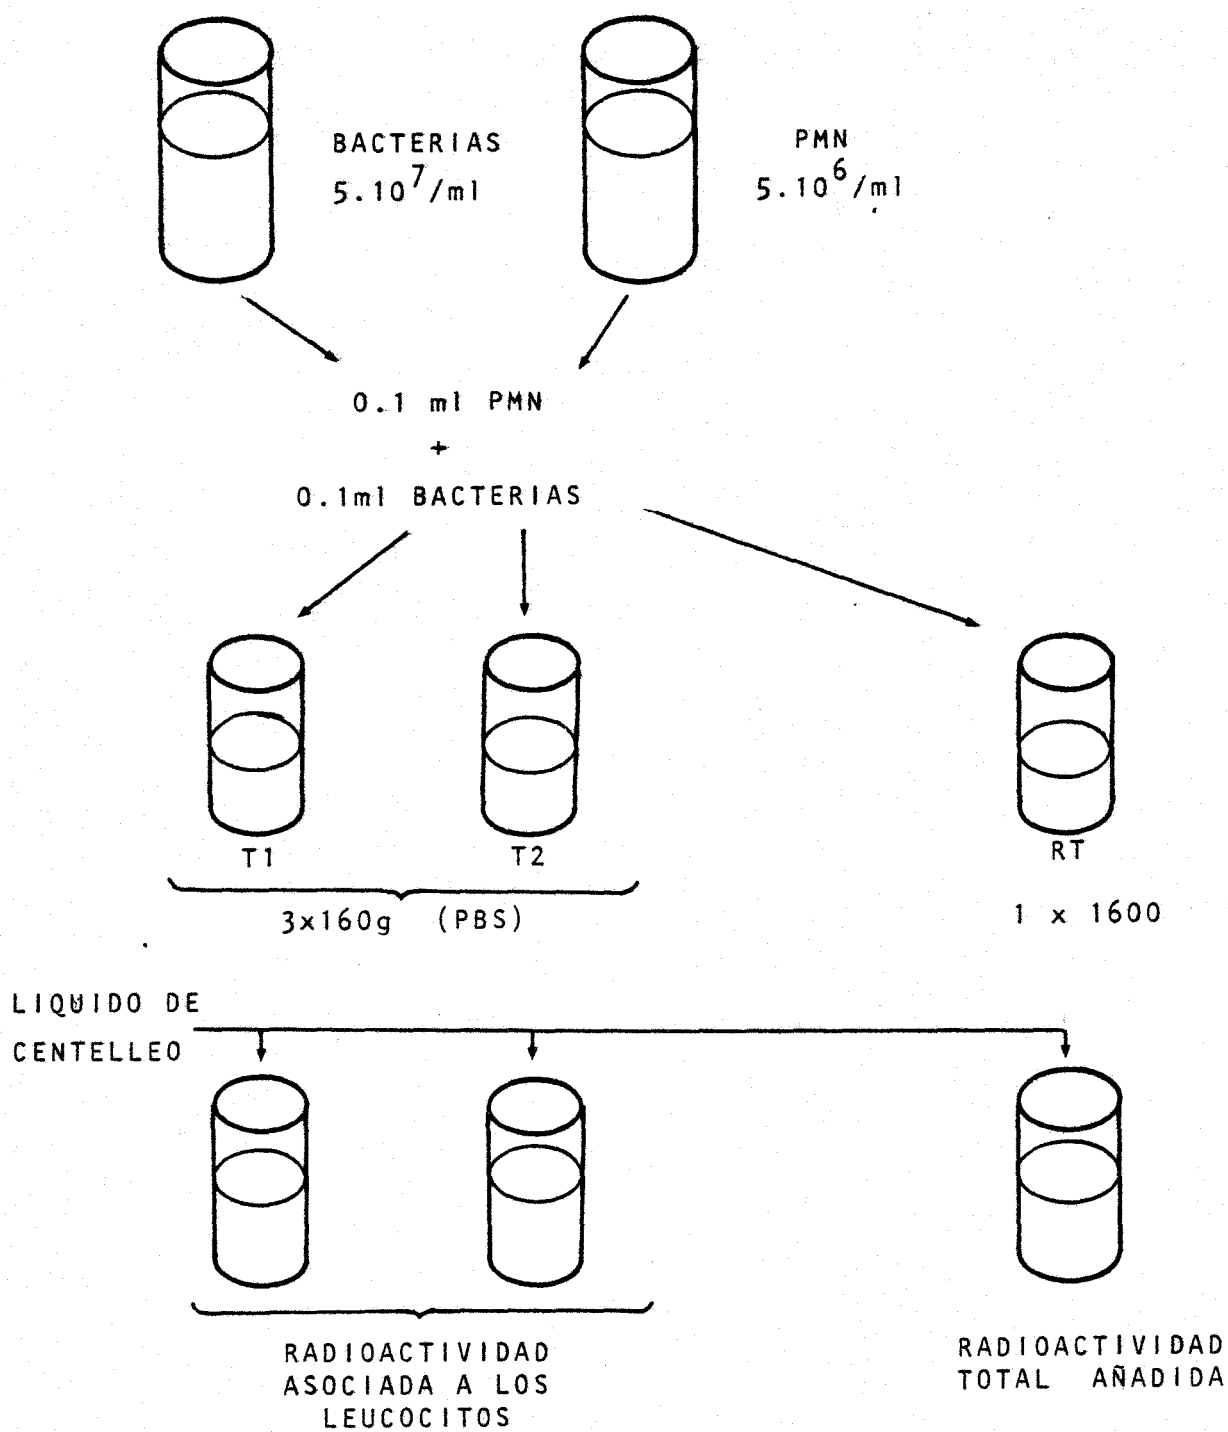 BACTERIAS
5.10⁷/ml
PMN
5.10⁶/ml
0.1 ml PMN
+
0.1ml BACTERIAS
T1
T2
RT
3x160g (PBS)
1 x 1600
LIQUIDO DE
CENTELLEO
RADIOACTIVIDAD
ASOCIADA A LOS
LEUCOCITOS
RADIOACTIVIDAD
TOTAL AÑADIDA